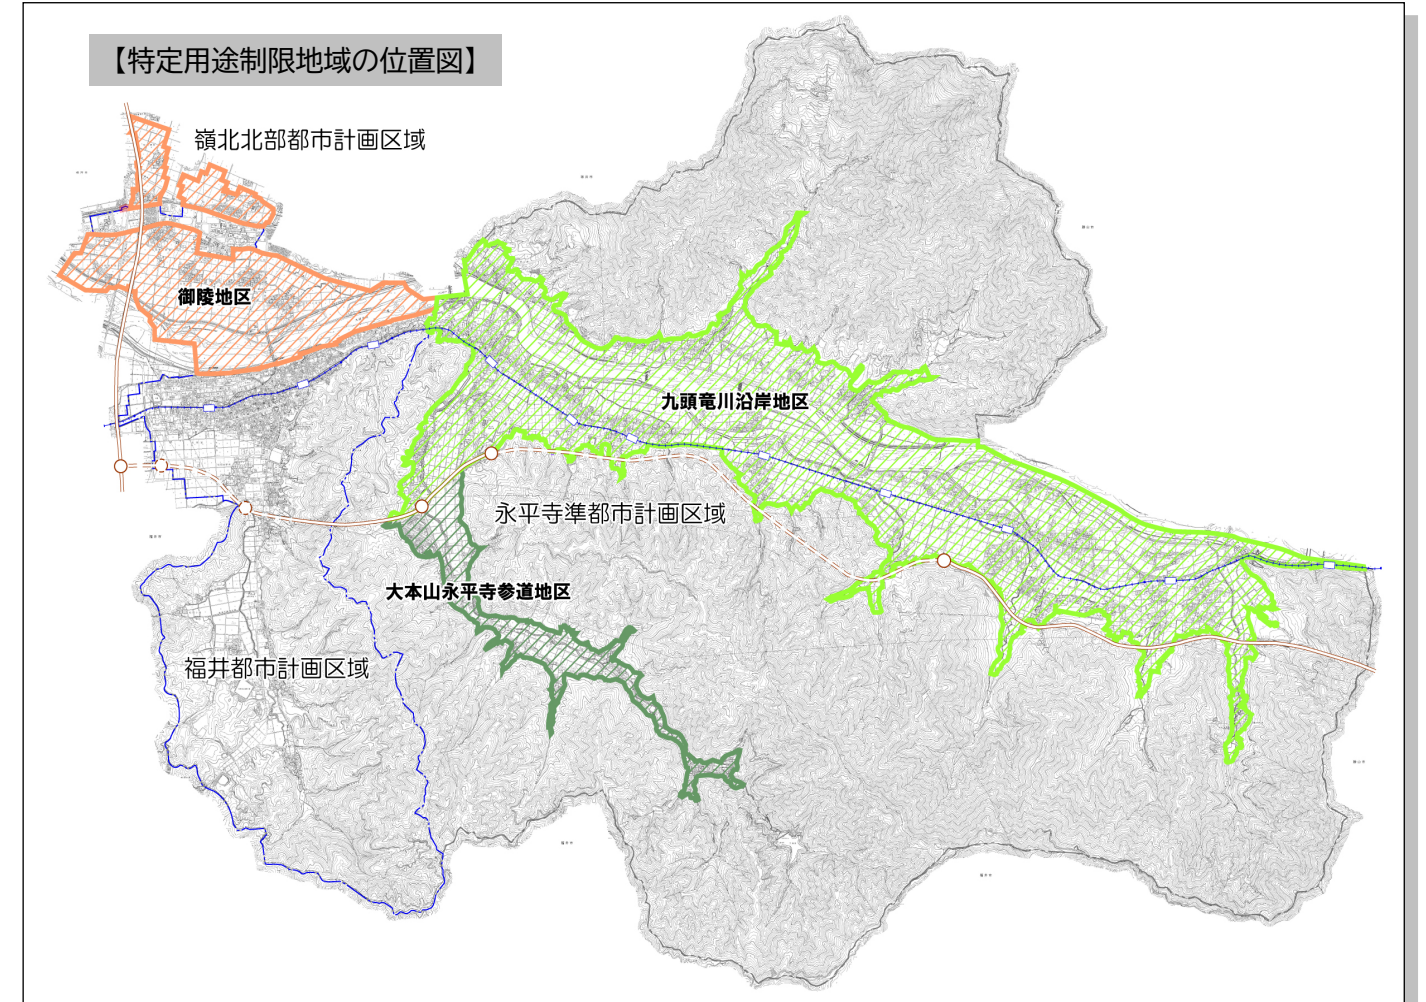 【特定用途制限地域の位置図】
嶺北北部都市計画区域
御陵地区
九頭竜川沿岸地区
永平寺準都市計画区域
大本山永平寺参道地区
福井都市計画区域